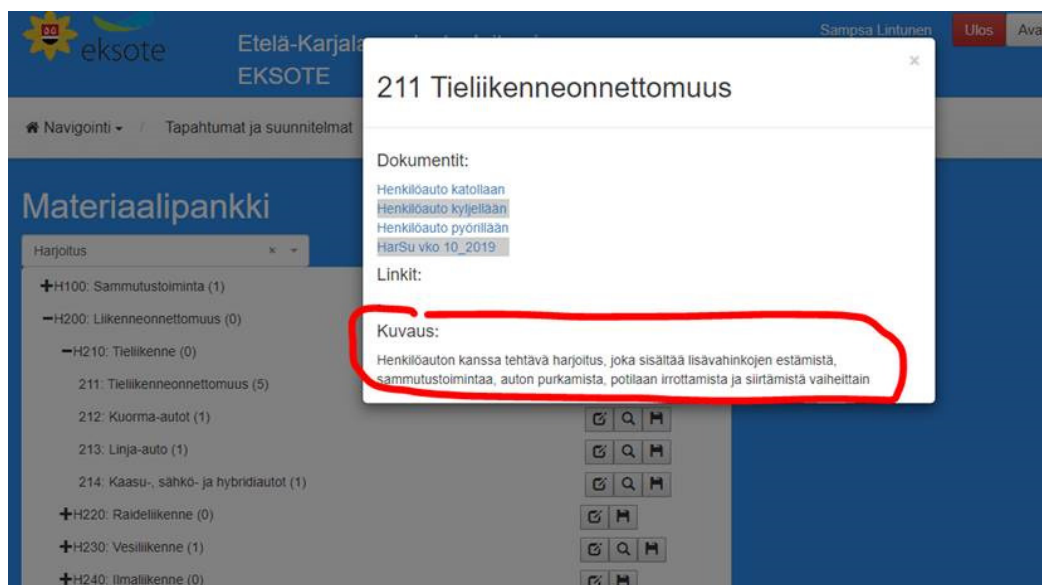 eksote
Etelä-Karjala
EKSOTE
Sampsa Lintunen
Ulos
Ava
Navigointi
/
Tapahtumat ja suunnitelmat
Materiaalipankki
Harjoitus
× 
H100: Sammutustoiminta (1)
H200: Liikenneonnettomuus (0)
H210: Tieliikenne (0)
211: Tieliikenneonnettomuus (5)
212: Kuorma-autot (1)
213: Linja-auto (1)
214: Kaasu-, sähkö- ja hybridiautot (1)
H220: Raideliikenne (0)
H230: Vesiliikenne (1)
H240: Ilmaliikenne (0)
×
211 Tieliikenneonnettomuus
Dokumentit:
Henkilöauto katollaan
Henkilöauto kyljellään
Henkilöauto pyörillään
HarSu vko 10_2019
Linkit:
Kuvaus:
Henkilöauton kanssa tehtävä harjoitus, joka sisältää lisävahinkojen estämistä,
sammutustoimintaa, auton purkamista, potilaan irrottamista ja siirtämistä vaiheittain